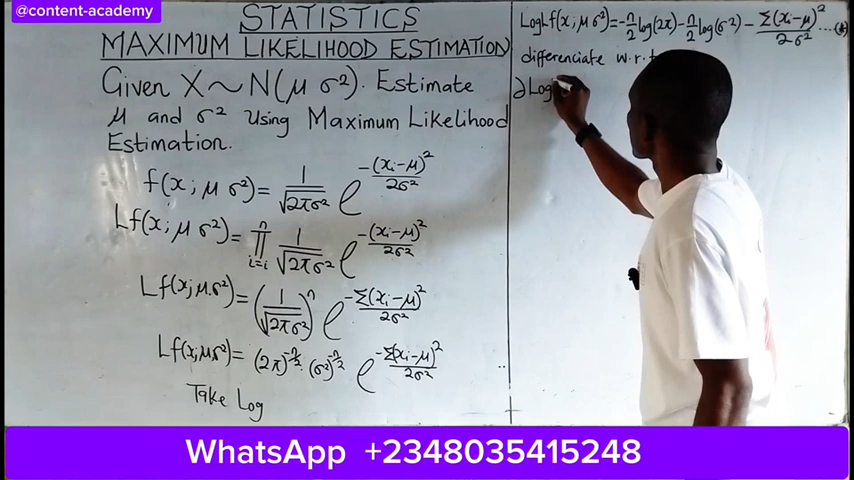 @content-academy
STATISTICS
MAXIMUM LIKELIHOOD ESTIMATION
Given X ~ N(μ σ²). Estimate
μ and σ² using Maximum Likelihood
Estimation.
f(x; μ σ²) = 1/√2πσ² e^-(xi-μ)²/2σ²
Lf(x; μ σ²) = ∏ⁿi=i 1/√2πσ² e^-(xi-μ)²/2σ²
Lf(x; μ σ²) = (1/√2πσ²)ⁿ e^-Σ(xi-μ)²/2σ²
Lf(x; μ σ²) = (2π)^-n/2 . (σ²)^-n/2 e^-Σ(xi-μ)²/2σ²
Take Log
LogLf(x; μ σ²) = -n/2 log(2π) - n/2 log(σ²) - Σ(xi-μ)²/2σ² ....(*)
differenciate w.r.t
∂Log
WhatsApp +2348035415248